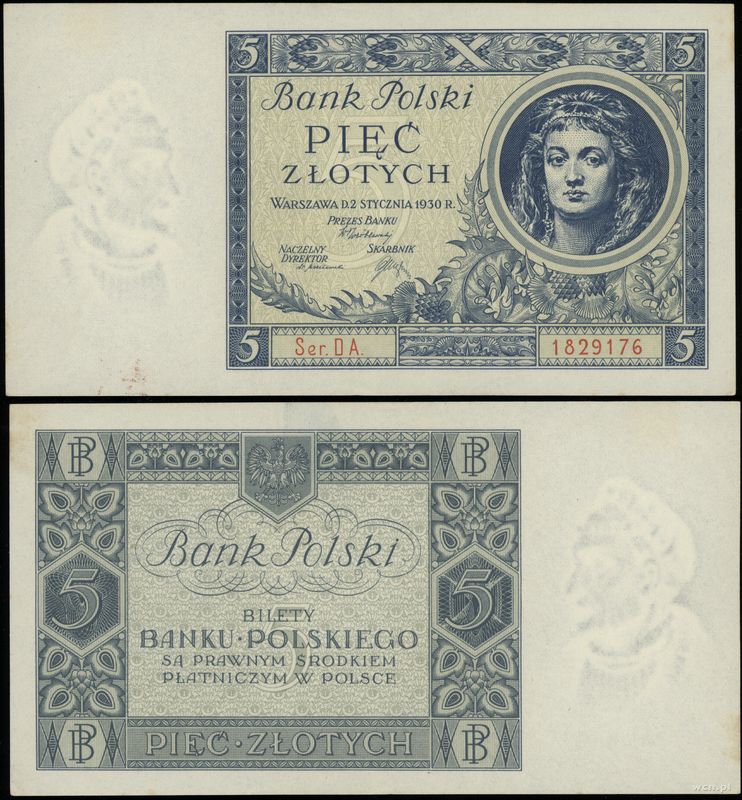 5 5
Bank Polski
PIĘĆ
ZŁOTYCH
WARSZAWA D. 2 STYCZNIA 1930 R.
PREZES BANKU
NACZELNY DYREKTOR
SKARBNIK
5 Ser. DA. 1829176 5
BP BP
Bank Polski
5 5
BILETY
BANKU·POLSKIEGO
SĄ PRAWNYM ŚRODKIEM
PŁATNICZYM W POLSCE
BP PIĘĆ·ZŁOTYCH BP
wcn.pl